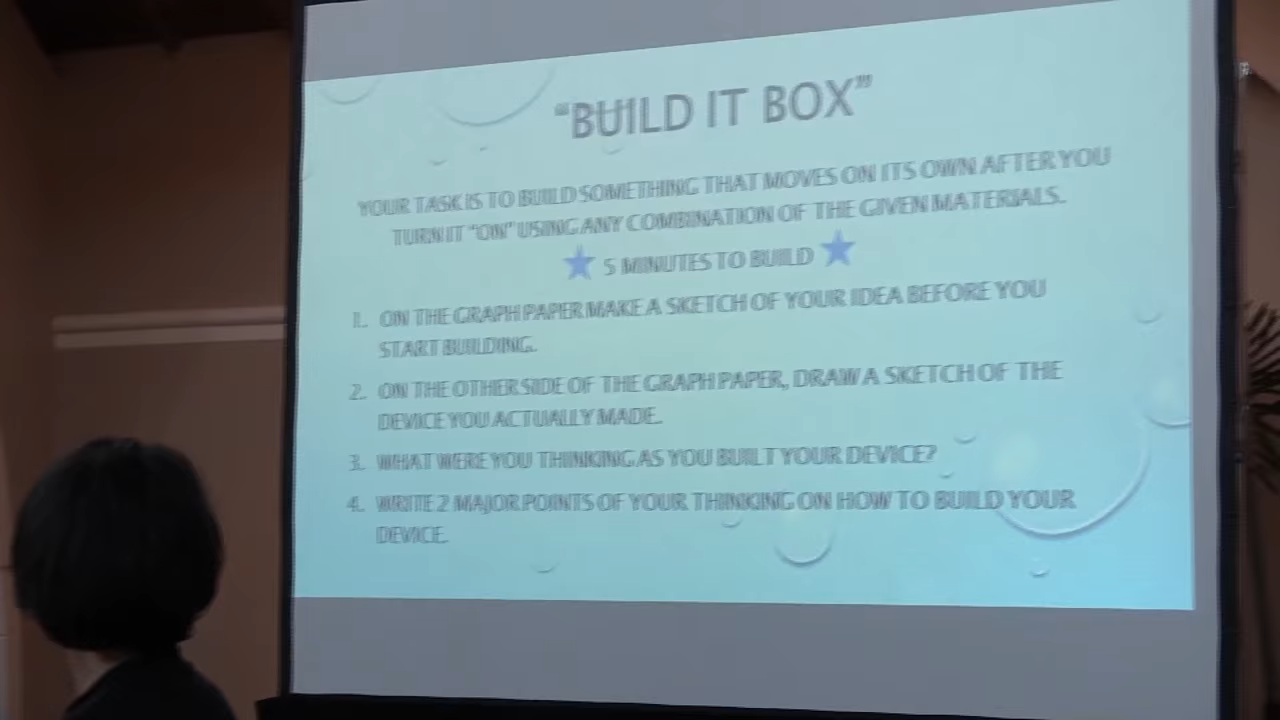 “BUILD IT BOX”
YOUR TASK IS TO BUILD SOMETHING THAT MOVES ON ITS OWN AFTER YOU
TURN IT “ON” USING ANY COMBINATION OF THE GIVEN MATERIALS.
5 MINUTES TO BUILD
1. ON THE GRAPH PAPER MAKE A SKETCH OF YOUR IDEA BEFORE YOU
START BUILDING.
2. ON THE OTHER SIDE OF THE GRAPH PAPER, DRAW A SKETCH OF THE
DEVICE YOU ACTUALLY MADE.
3. WHAT WERE YOU THINKING AS YOU BUILT YOUR DEVICE?
4. WRITE 2 MAJOR POINTS OF YOUR THINKING ON HOW TO BUILD YOUR
DEVICE.